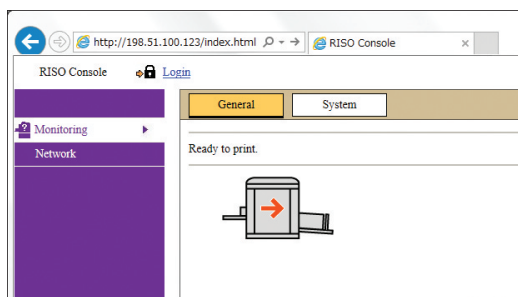 http://198.51.100.123/index.html
RISO Console
RISO Console
Login
General
System
Monitoring
Network
Ready to print.